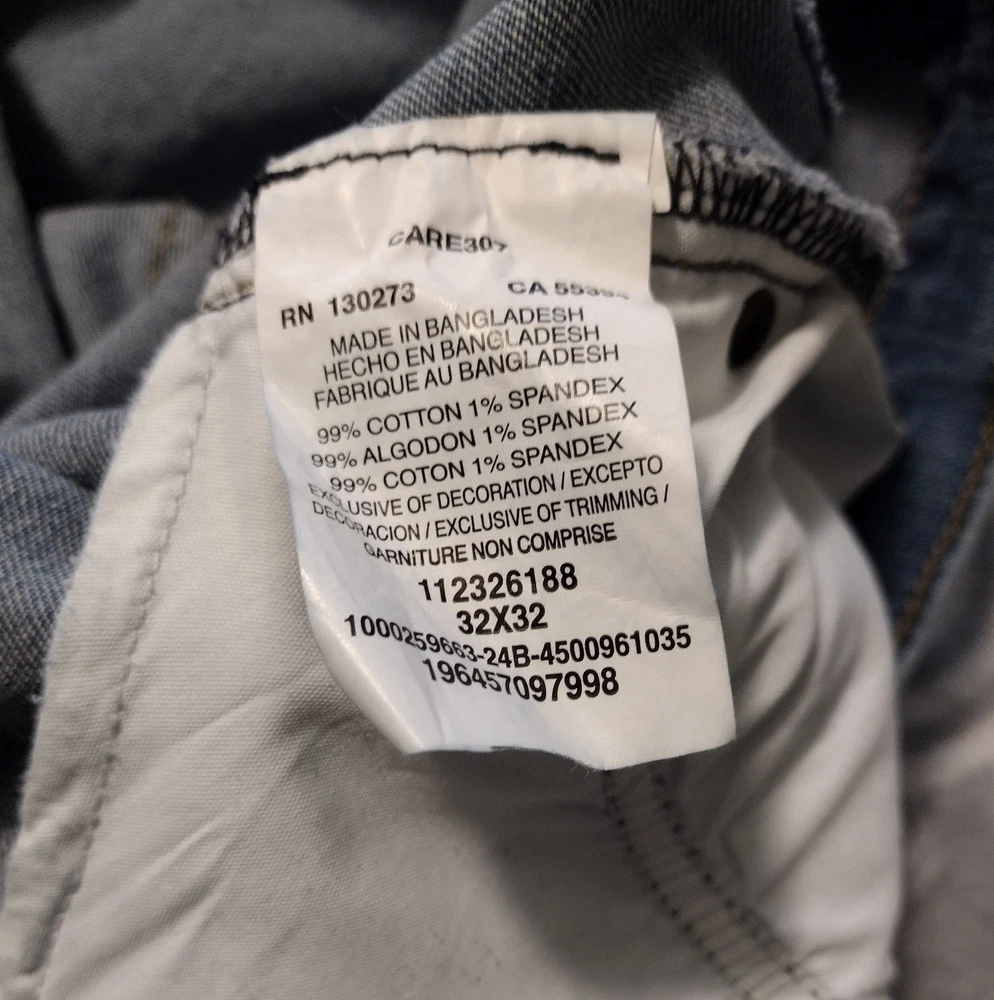 CARE307
RN 130273
MADE IN BANGLADESH
HECHO EN BANGLADESH
FABRIQUE AU BANGLADESH
99% COTTON 1% SPANDEX
99% ALGODON 1% SPANDEX
99% COTON 1% SPANDEX
EXCLUSIVE OF DECORATION / EXCEPTO
DECORACION / EXCLUSIVE OF TRIMMING /
GARNITURE NON COMPRISE
112326188
32X32
1000259663-24B-4500961035
196457097998